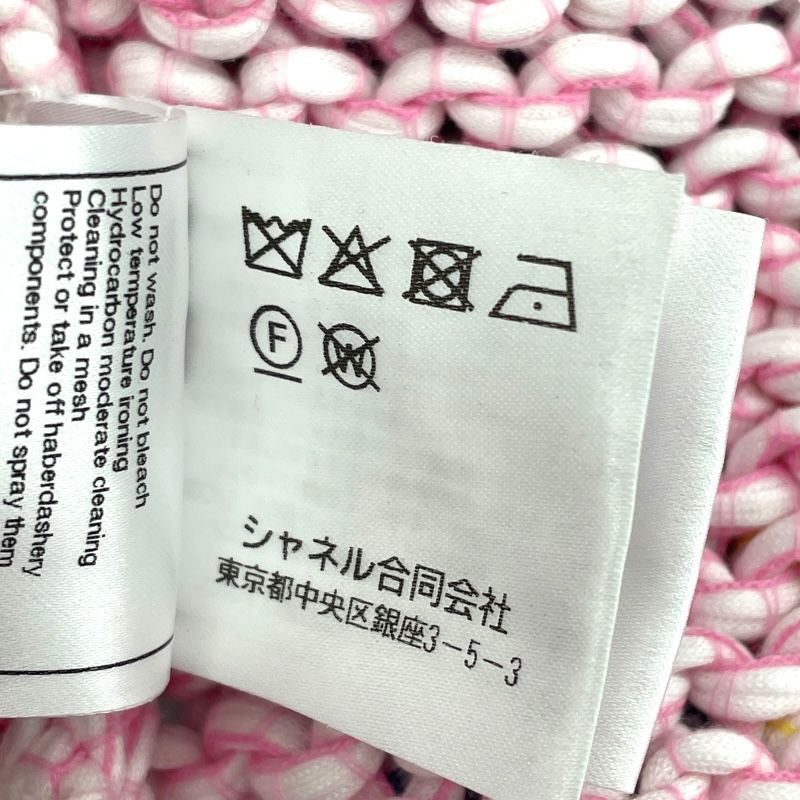 Do not wash. Do not bleach
Low temperature ironing
Hydrocarbon moderate cleaning
Cleaning in a mesh
Protect or take off haberdashery
components. Do not spray them
F
W
シャネル合同会社
東京都中央区銀座3-5-3